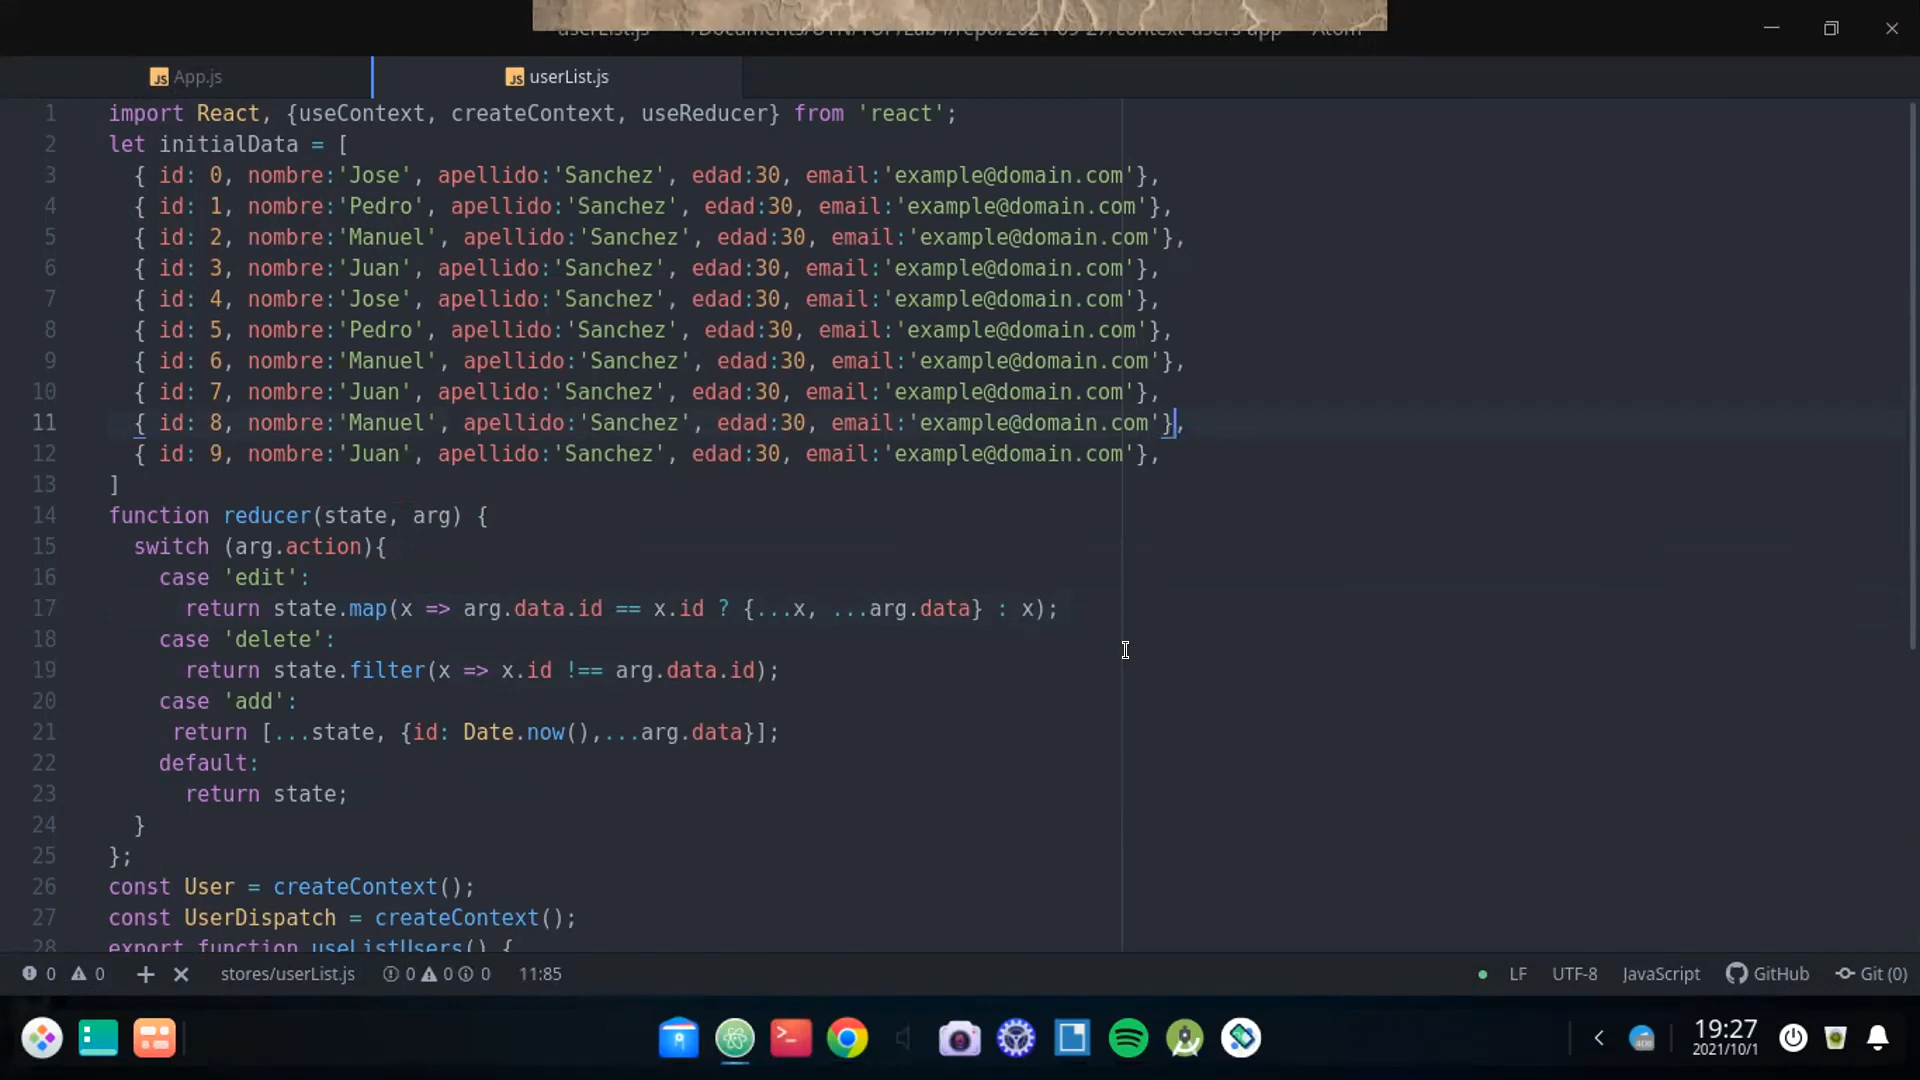 App.js
userList.js
1 import React, {useContext, createContext, useReducer} from 'react';
2 let initialData = [
3 { id: 0, nombre:'Jose', apellido:'Sanchez', edad:30, email:'example@domain.com'},
4 { id: 1, nombre:'Pedro', apellido:'Sanchez', edad:30, email:'example@domain.com'},
5 { id: 2, nombre:'Manuel', apellido:'Sanchez', edad:30, email:'example@domain.com'},
6 { id: 3, nombre:'Juan', apellido:'Sanchez', edad:30, email:'example@domain.com'},
7 { id: 4, nombre:'Jose', apellido:'Sanchez', edad:30, email:'example@domain.com'},
8 { id: 5, nombre:'Pedro', apellido:'Sanchez', edad:30, email:'example@domain.com'},
9 { id: 6, nombre:'Manuel', apellido:'Sanchez', edad:30, email:'example@domain.com'},
10 { id: 7, nombre:'Juan', apellido:'Sanchez', edad:30, email:'example@domain.com'},
11 { id: 8, nombre:'Manuel', apellido:'Sanchez', edad:30, email:'example@domain.com'},
12 { id: 9, nombre:'Juan', apellido:'Sanchez', edad:30, email:'example@domain.com'},
13 ]
14 function reducer(state, arg) {
15 switch (arg.action){
16 case 'edit':
17 return state.map(x => arg.data.id == x.id ? {...x, ...arg.data} : x);
18 case 'delete':
19 return state.filter(x => x.id !== arg.data.id);
20 case 'add':
21 return [...state, {id: Date.now(),...arg.data}];
22 default:
23 return state;
24 }
25 };
26 const User = createContext();
27 const UserDispatch = createContext();
28 export function useListUsers() {
0 0 stores/userList.js 0 0 0 11:85 LF UTF-8 JavaScript GitHub Git (0)
19:27
2021/10/1